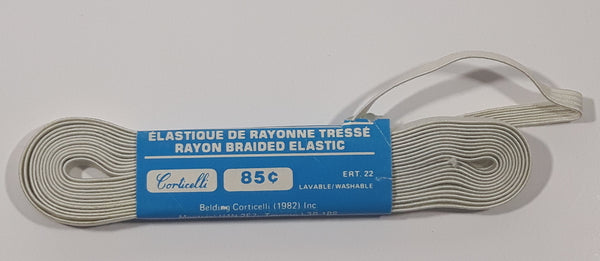 ÉLASTIQUE DE RAYONNE TRESSÉ
RAYON BRAIDED ELASTIC
Corticelli
85¢
ERT. 22
LAVABLE/WASHABLE
Belding Corticelli (1982) Inc